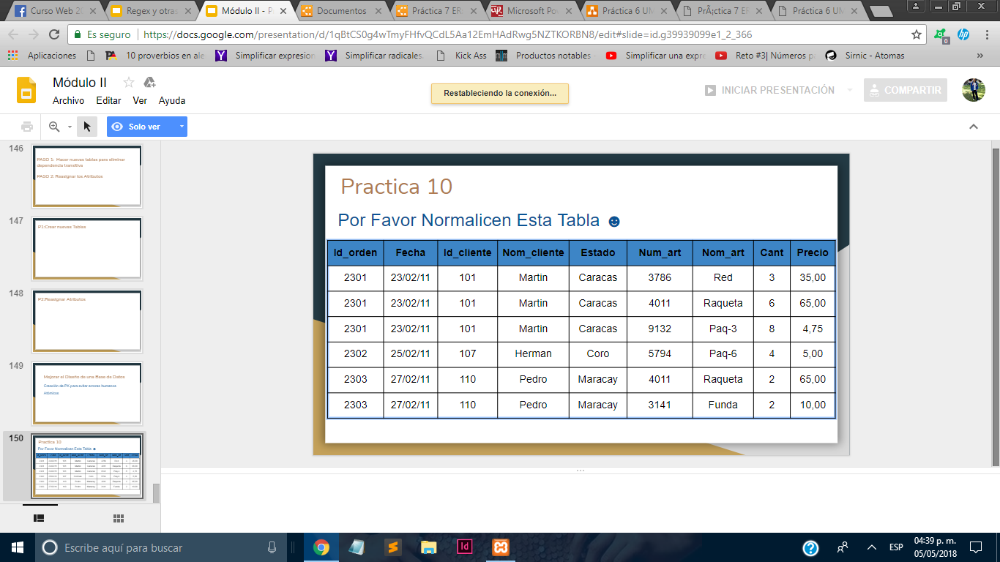 Curso Web 20
Regex y otras
Módulo II - P
Documentos
Práctica 7 ER
Microsoft Po
Práctica 6 UM
PrÃ¡ctica 7 E
Práctica 6 UM
Es seguro
https://docs.google.com/presentation/d/1qBtCS0g4wTmyFHfvQCdL5Aa12EmHAdRwg5NZTKORBN8/edit#slide=id.g39939099e1_2_366
0
Aplicaciones
10 proverbios en ale
Simplificar expresion
Simplificar radicales.
Kick Ass
Productos notables -
Simplificar una expre
Reto #3| Números p
Sirnic - Atomas
»
Módulo II
Archivo Editar Ver Ayuda
Restableciendo la conexión...
INICIAR PRESENTACIÓN
COMPARTIR
Solo ver
146
PASO 1: Hacer nuevas tablas para eliminar
dependencia transitiva
PASO 2: Reasignar los Atributos
147
P1:Crear nuevas Tablas
148
P2:Reasignar Atributos
149
Mejorar el Diseño de una Base de Datos
Creación de PK para evitar errores humanos
Atómicos
150
Practica 10
Por Favor Normalicen Esta Tabla ☻
Practica 10
Por Favor Normalicen Esta Tabla ☻
Id_orden Fecha Id_cliente Nom_cliente Estado Num_art Nom_art Cant Precio
2301 23/02/11 101 Martin Caracas 3786 Red 3 35,00
2301 23/02/11 101 Martin Caracas 4011 Raqueta 6 65,00
2301 23/02/11 101 Martin Caracas 9132 Paq-3 8 4,75
2302 25/02/11 107 Herman Coro 5794 Paq-6 4 5,00
2303 27/02/11 110 Pedro Maracay 4011 Raqueta 2 65,00
2303 27/02/11 110 Pedro Maracay 3141 Funda 2 10,00
Escribe aquí para buscar
Id
ESP
04:39 p. m.
05/05/2018